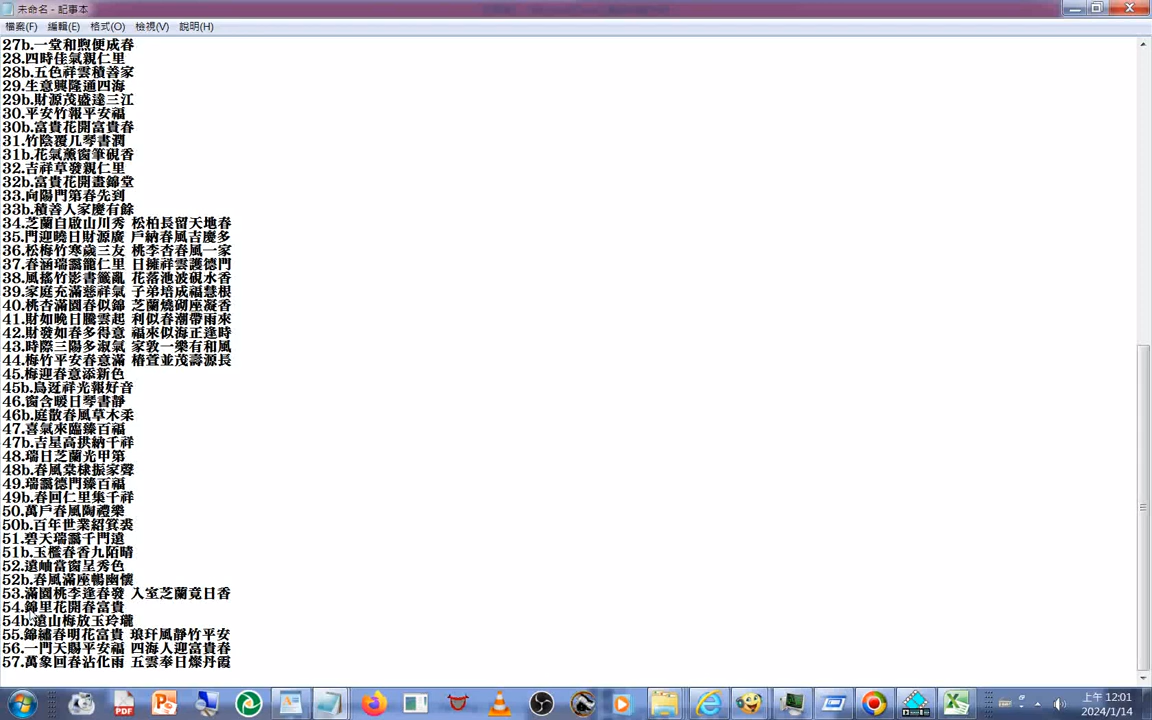 未命名 - 記事本
檔案(F) 編輯(E) 格式(O) 檢視(V) 說明(H)
27b.一堂和煦便成春
28.四時佳氣親仁里
28b.五色祥雲積善家
29.生意興隆通四海
29b.財源茂盛達三江
30.平安竹報平安福
30b.富貴花開富貴春
31.竹陰覆几琴書潤
31b.花氣薰窗筆硯香
32.吉祥草發親仁里
32b.富貴花開晝錦堂
33.向陽門第春先到
33b.積善人家慶有餘
34.芝蘭自啟山川秀 松柏長留天地春
35.門迎曉日財源廣 戶納春風吉慶多
36.松梅竹寒歲三友 桃李杏春風一家
37.春涵瑞靄籠仁里 日擁祥雲護德門
38.風搖竹影書籤亂 花落池波硯水香
39.家庭充滿慈祥氣 子弟培成福慧根
40.桃杏滿園春似錦 芝蘭燒砌座凝香
41.財如曉日騰雲起 利似春潮帶雨來
42.財發如春多得意 福來似海正逢時
43.時際三陽多淑氣 家敦一樂有和風
44.梅竹平安春意滿 椿萱並茂壽源長
45.梅迎春意添新色
45b.鳥迓祥光報好音
46.窗含暖日琴書靜
46b.庭散春風草木柔
47.喜氣來臨臻百福
47b.吉星高拱納千祥
48.瑞日芝蘭光甲第
48b.春風棠棣振家聲
49.瑞靄德門臻百福
49b.春回仁里集千祥
50.萬戶春風陶禮樂
50b.百年世業紹箕裘
51.碧天瑞靄千門遠
51b.玉檻春香九陌晴
52.遠岫當窗呈秀色
52b.春風滿座暢幽懷
53.滿園桃李逢春發 入室芝蘭竟日香
54.錦里花開春富貴
54b.遠山梅放玉玲瓏
55.錦繡春明花富貴 琅玕風靜竹平安
56.一門天賜平安福 四海人迎富貴春
57.萬象回春沾化雨 五雲奉日燦丹霞
上午 12:01
2024/1/14